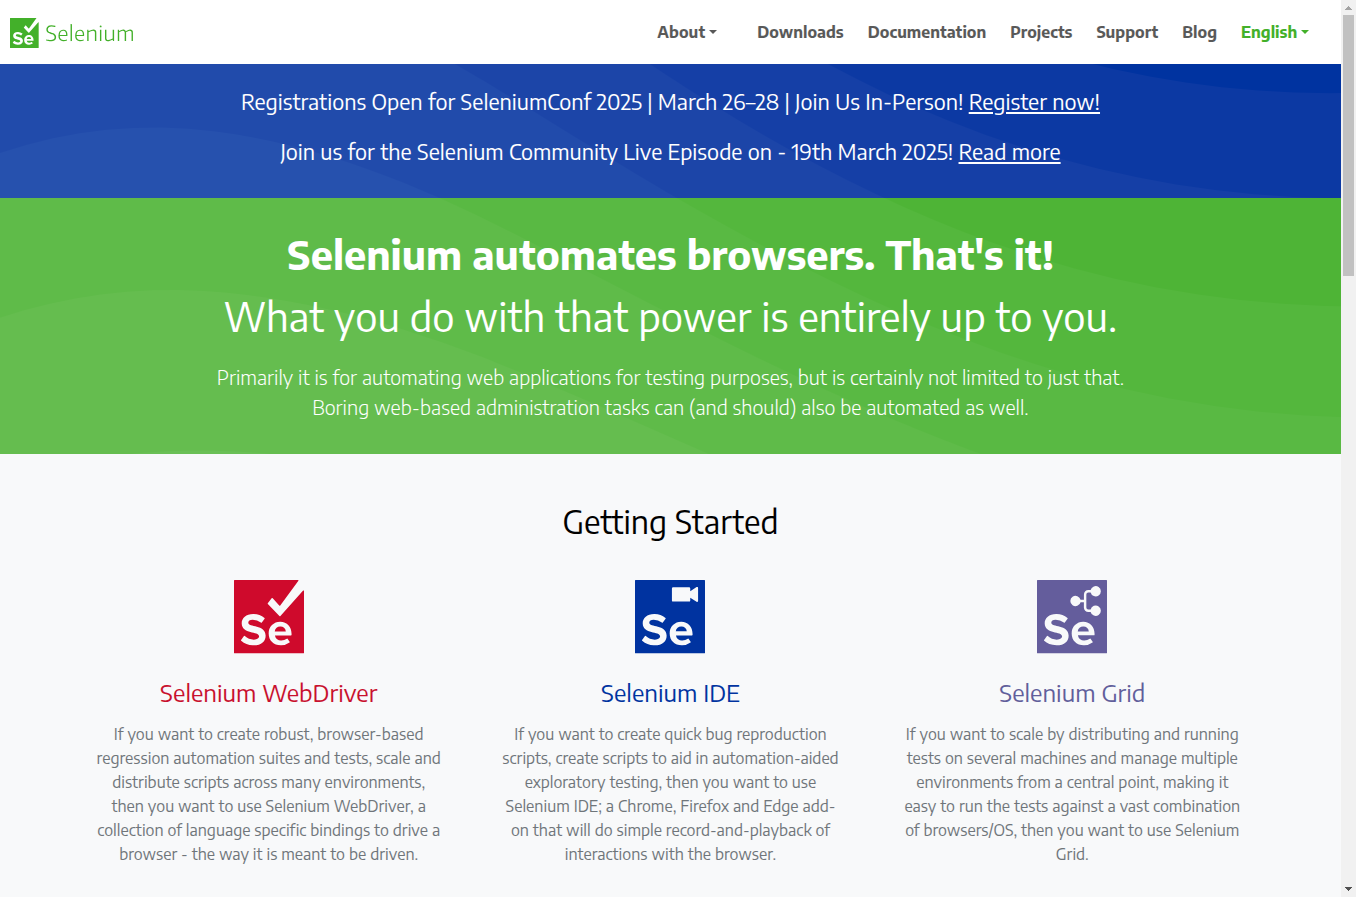 Se Selenium
About
Downloads
Documentation
Projects
Support
Blog
English
Registrations Open for SeleniumConf 2025 | March 26–28 | Join Us In-Person! Register now!
Join us for the Selenium Community Live Episode on - 19th March 2025! Read more
Selenium automates browsers. That's it!
What you do with that power is entirely up to you.
Primarily it is for automating web applications for testing purposes, but is certainly not limited to just that.
Boring web-based administration tasks can (and should) also be automated as well.
Getting Started
Se
Selenium WebDriver
If you want to create robust, browser-based
regression automation suites and tests, scale and
distribute scripts across many environments,
then you want to use Selenium WebDriver, a
collection of language specific bindings to drive a
browser - the way it is meant to be driven.
Se
Selenium IDE
If you want to create quick bug reproduction
scripts, create scripts to aid in automation-aided
exploratory testing, then you want to use
Selenium IDE; a Chrome, Firefox and Edge add-
on that will do simple record-and-playback of
interactions with the browser.
Se
Selenium Grid
If you want to scale by distributing and running
tests on several machines and manage multiple
environments from a central point, making it
easy to run the tests against a vast combination
of browsers/OS, then you want to use Selenium
Grid.